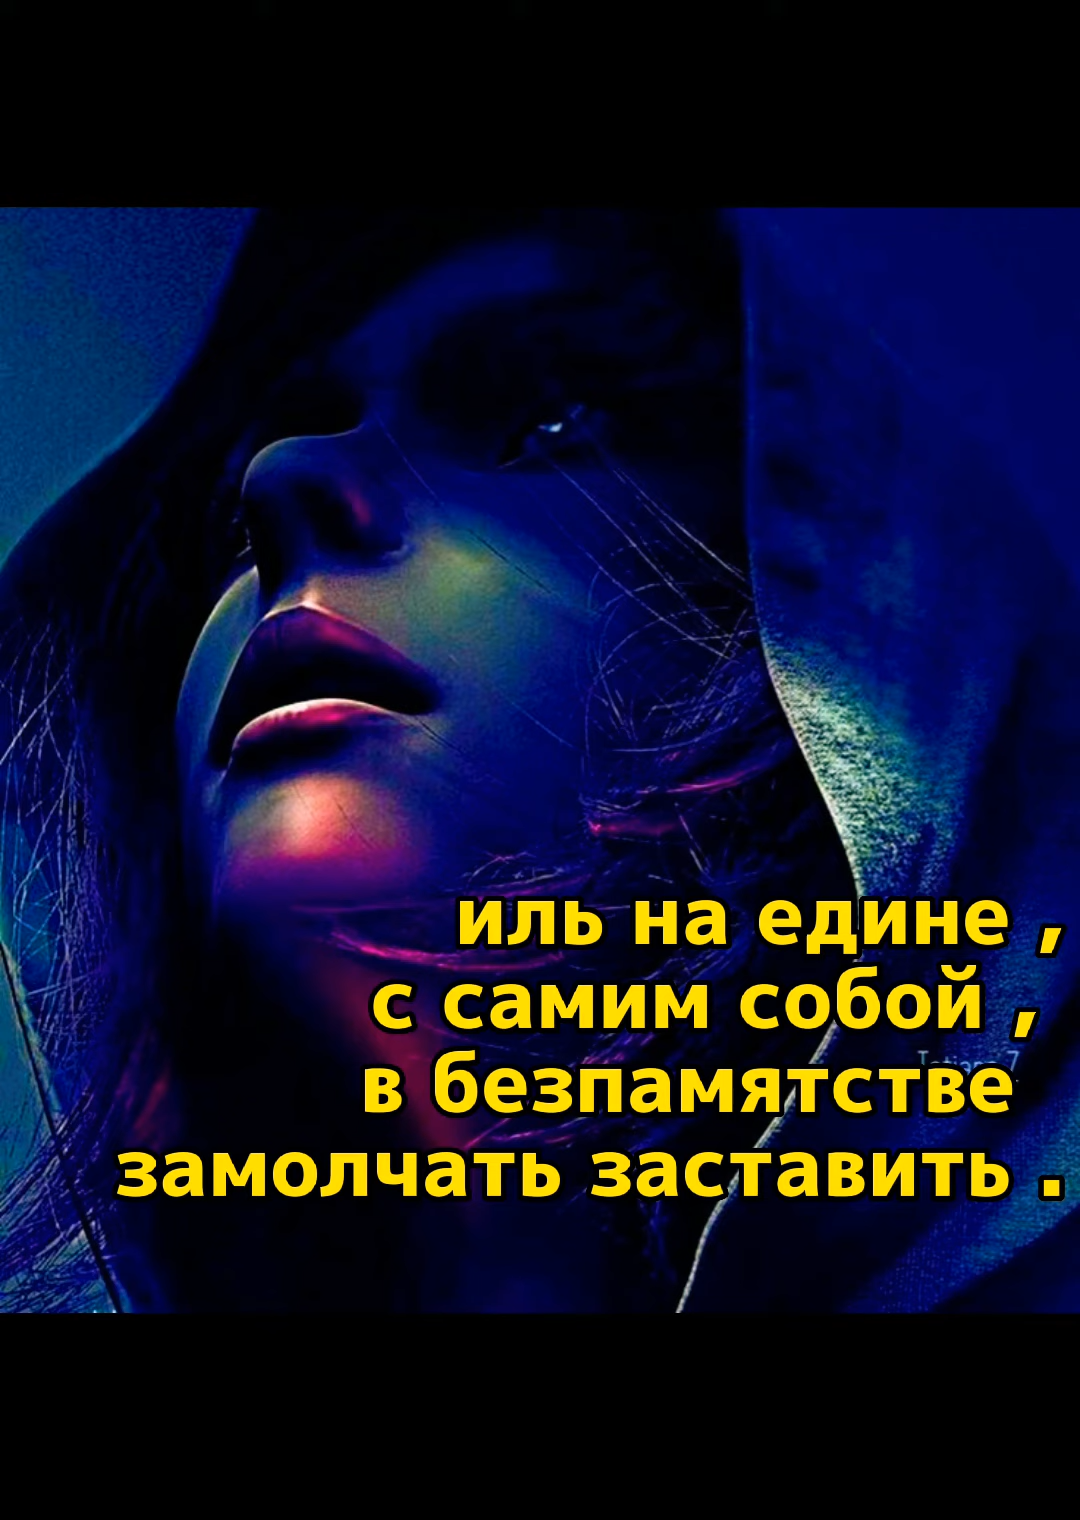 иль на едине ,
с самим собой ,
в безпамятстве
замолчать заставить .